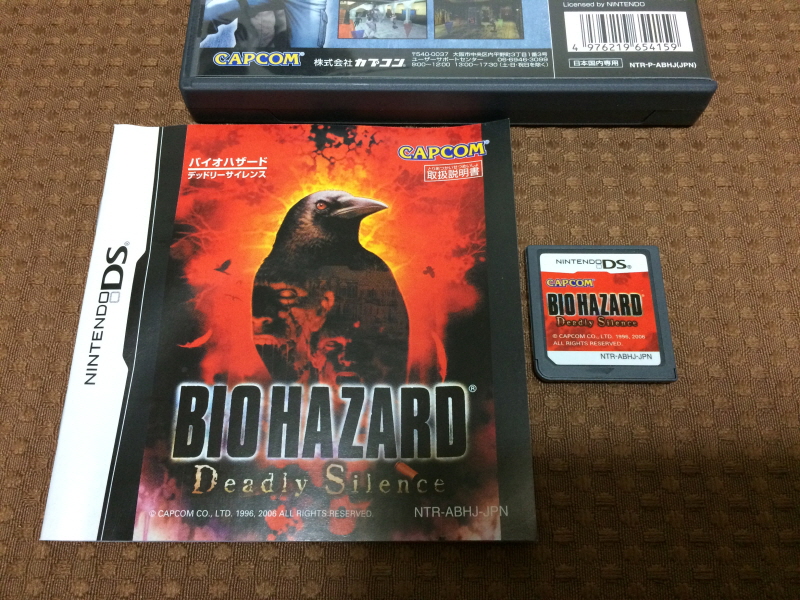 Licensed by NINTENDO
CAPCOM
株式会社 カプコン
〒540-0037 大阪市中央区内平野町3丁目1番3号
ユーザーサポートセンター 06-6946-3099
9:00~12:00 13:00~17:30 (土・日・祝日を除く)
4 976219 654159
日本国内専用
NTR-P-ABHJ(JPN)
NINTENDO DS
バイオハザード
デッドリーサイレンス
CAPCOM
取扱説明書
BIOHAZARD®
Deadly Silence
© CAPCOM CO., LTD. 1996, 2006 ALL RIGHTS RESERVED.
NTR-ABHJ-JPN
NINTENDO DS
CAPCOM
BIOHAZARD
Deadly Silence
© CAPCOM CO., LTD. 1996, 2006
ALL RIGHTS RESERVED.
NTR-ABHJ-JPN